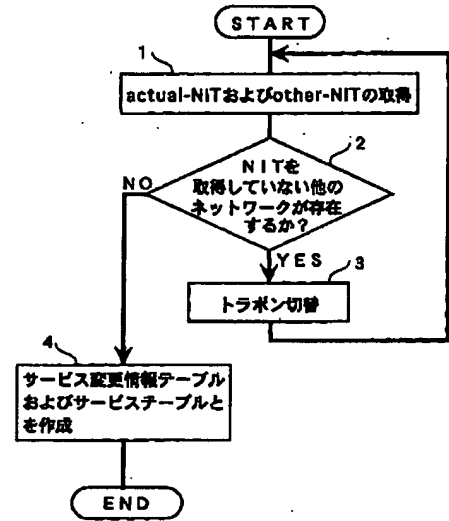 START
1
actual-NITおよびother-NITの取得
2
NITを
取得していない他の
ネットワークが存在
するか？
NO
YES
3
トラポン切替
4
サービス変更情報テーブル
およびサービステーブルと
を作成
END